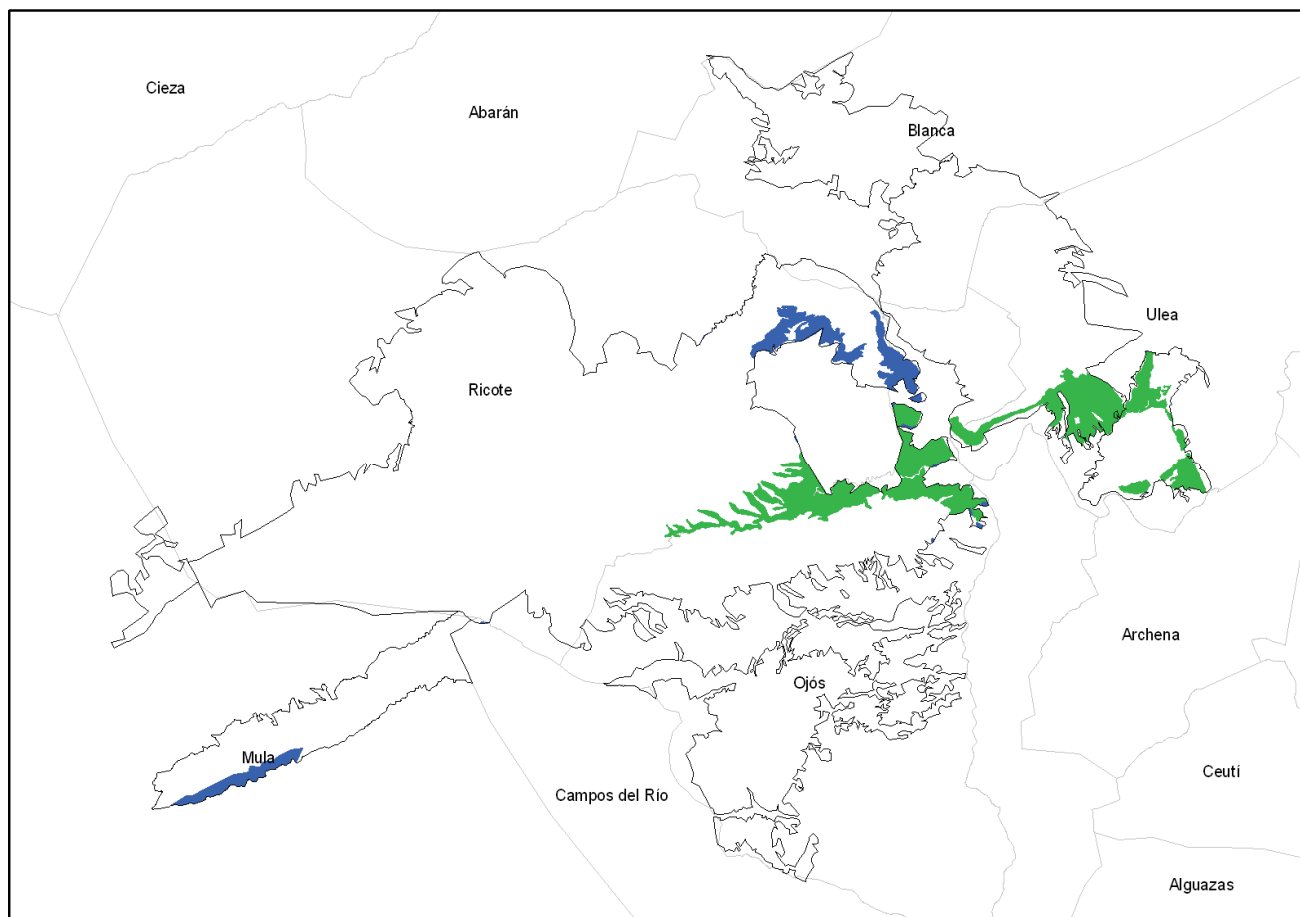 Cieza
Abarán
Blanca
Ulea
Ricote
Archena
Ojós
Mula
Ceutí
Campos del Río
Alguazas